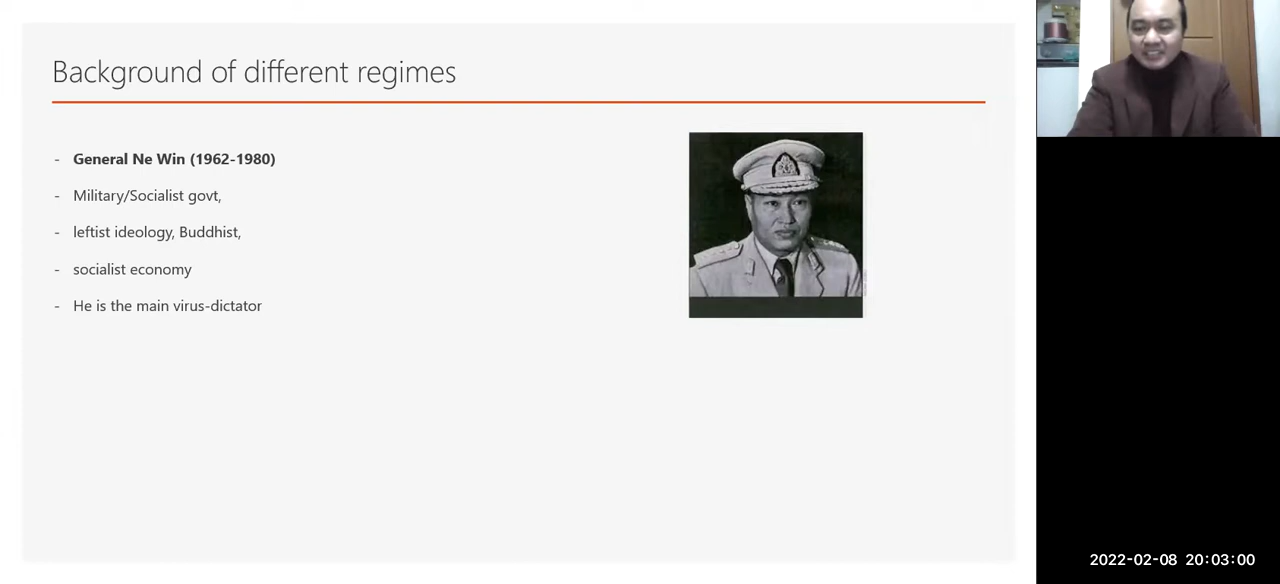 Background of different regimes
- General Ne Win (1962-1980)
- Military/Socialist govt,
- leftist ideology, Buddhist,
- socialist economy
- He is the main virus-dictator
2022-02-08 20:03:00